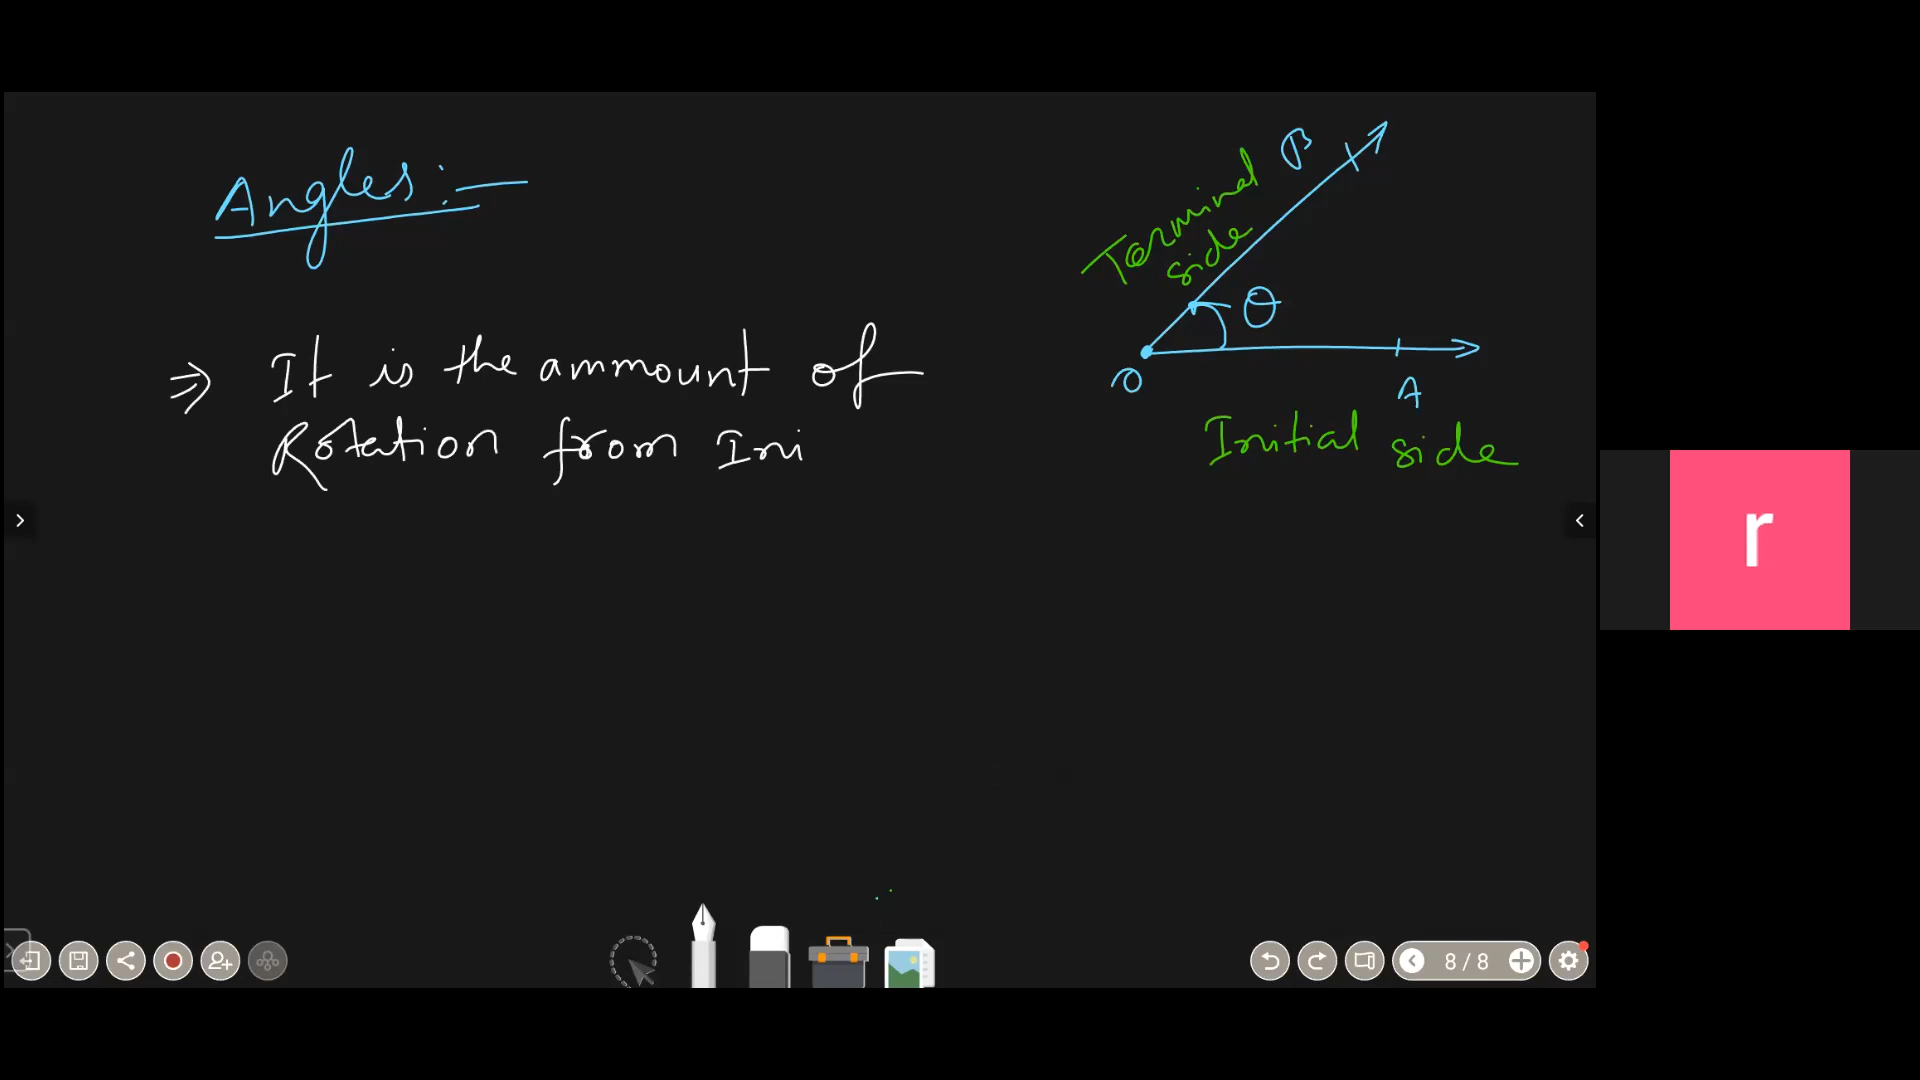 Angles :-
Terminal
side
B
θ
O
A
Initial side
⇒ It is the ammount of
Rotation from Ini
r
8 / 8